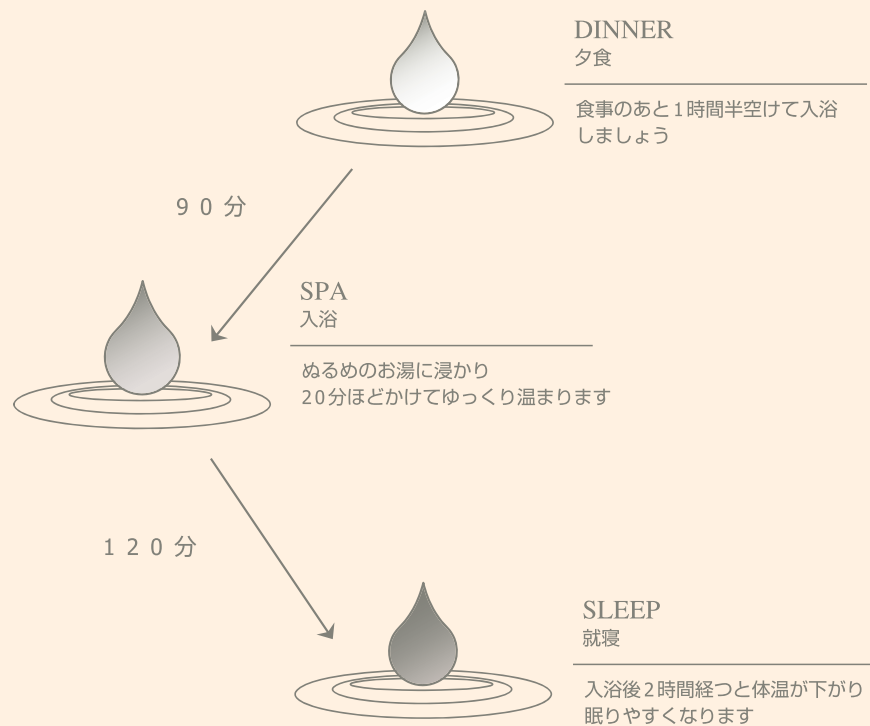 DINNER
夕食
食事のあと1時間半空けて入浴
しましょう
90分
SPA
入浴
ぬるめのお湯に浸かり
20分ほどかけてゆっくり温まります
120分
SLEEP
就寝
入浴後2時間経つと体温が下がり
眠りやすくなります